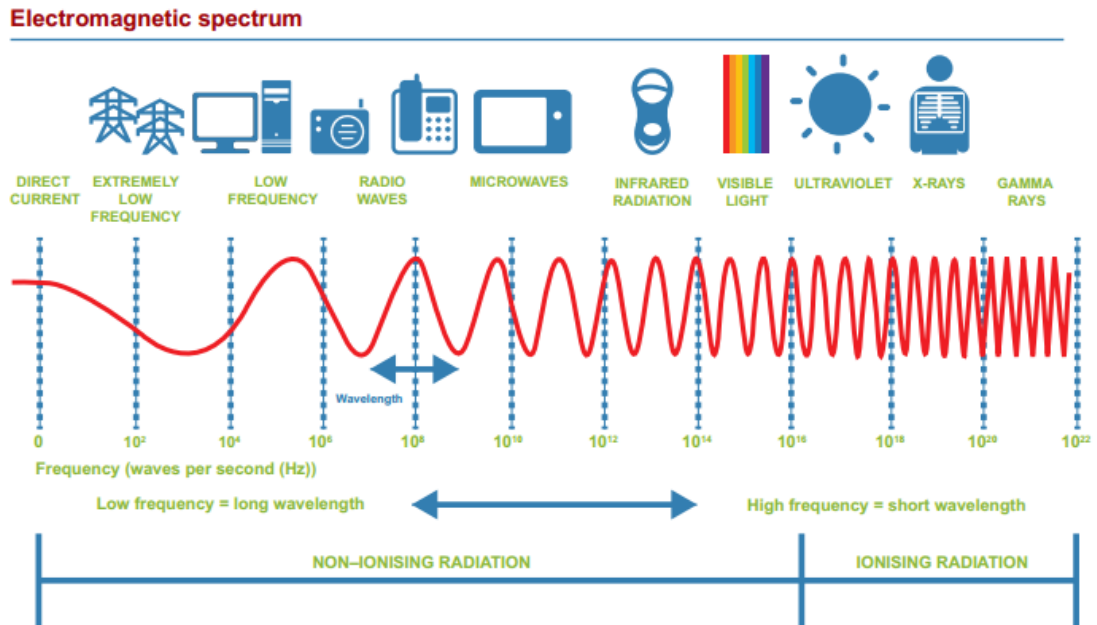 Electromagnetic spectrum
DIRECT CURRENT
EXTREMELY LOW FREQUENCY
LOW FREQUENCY
RADIO WAVES
MICROWAVES
INFRARED RADIATION
VISIBLE LIGHT
ULTRAVIOLET
X-RAYS
GAMMA RAYS
Wavelength
0 10² 10⁴ 10⁶ 10⁸ 10¹⁰ 10¹² 10¹⁴ 10¹⁶ 10¹⁸ 10²⁰ 10²²
Frequency (waves per second (Hz))
Low frequency = long wavelength
High frequency = short wavelength
NON–IONISING RADIATION
IONISING RADIATION